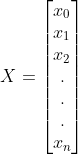 x₀
x₁
X = x₂
.
.
.
xₙ